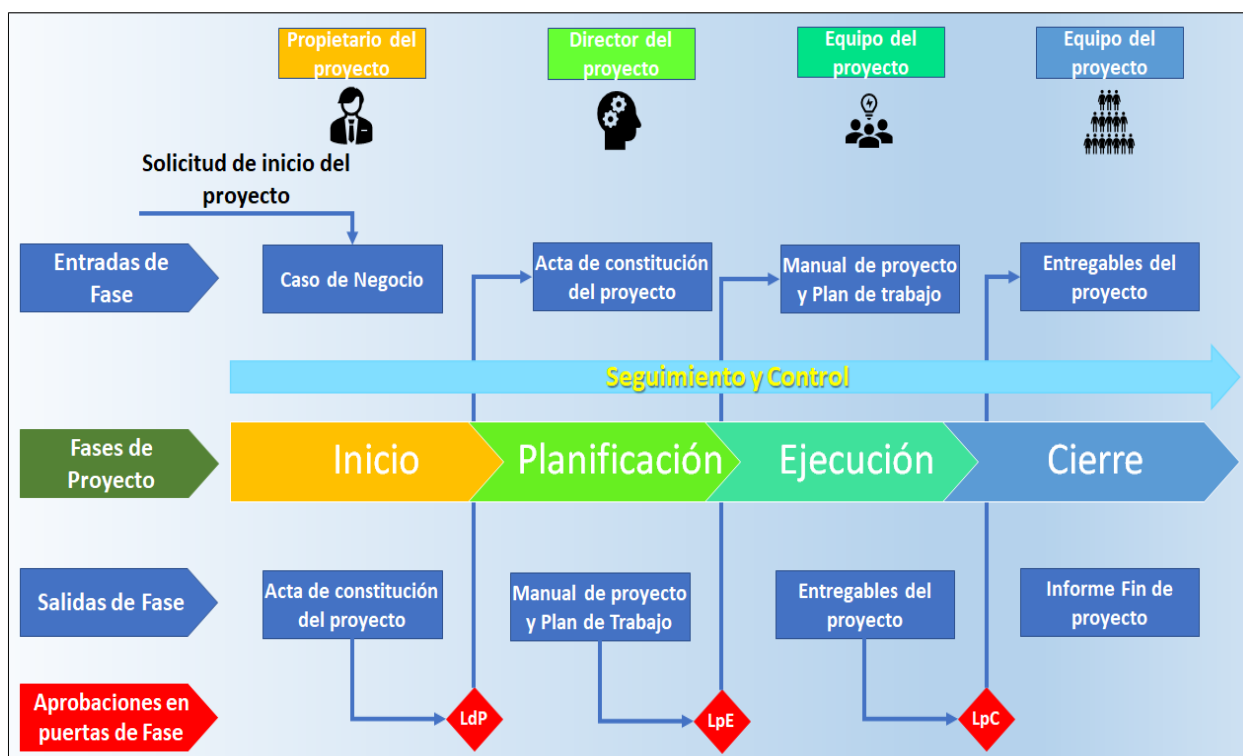 Propietario del
proyecto
Director del
proyecto
Equipo del
proyecto
Equipo del
proyecto
Solicitud de inicio del
proyecto
Entradas de
Fase
Caso de Negocio
Acta de constitución
del proyecto
Manual de proyecto
y Plan de trabajo
Entregables del
proyecto
Seguimiento y Control
Fases de
Proyecto
Inicio
Planificación
Ejecución
Cierre
Salidas de Fase
Acta de constitución
del proyecto
Manual de proyecto
y Plan de Trabajo
Entregables del
proyecto
Informe Fin de
proyecto
Aprobaciones en
puertas de Fase
LdP
LpE
LpC